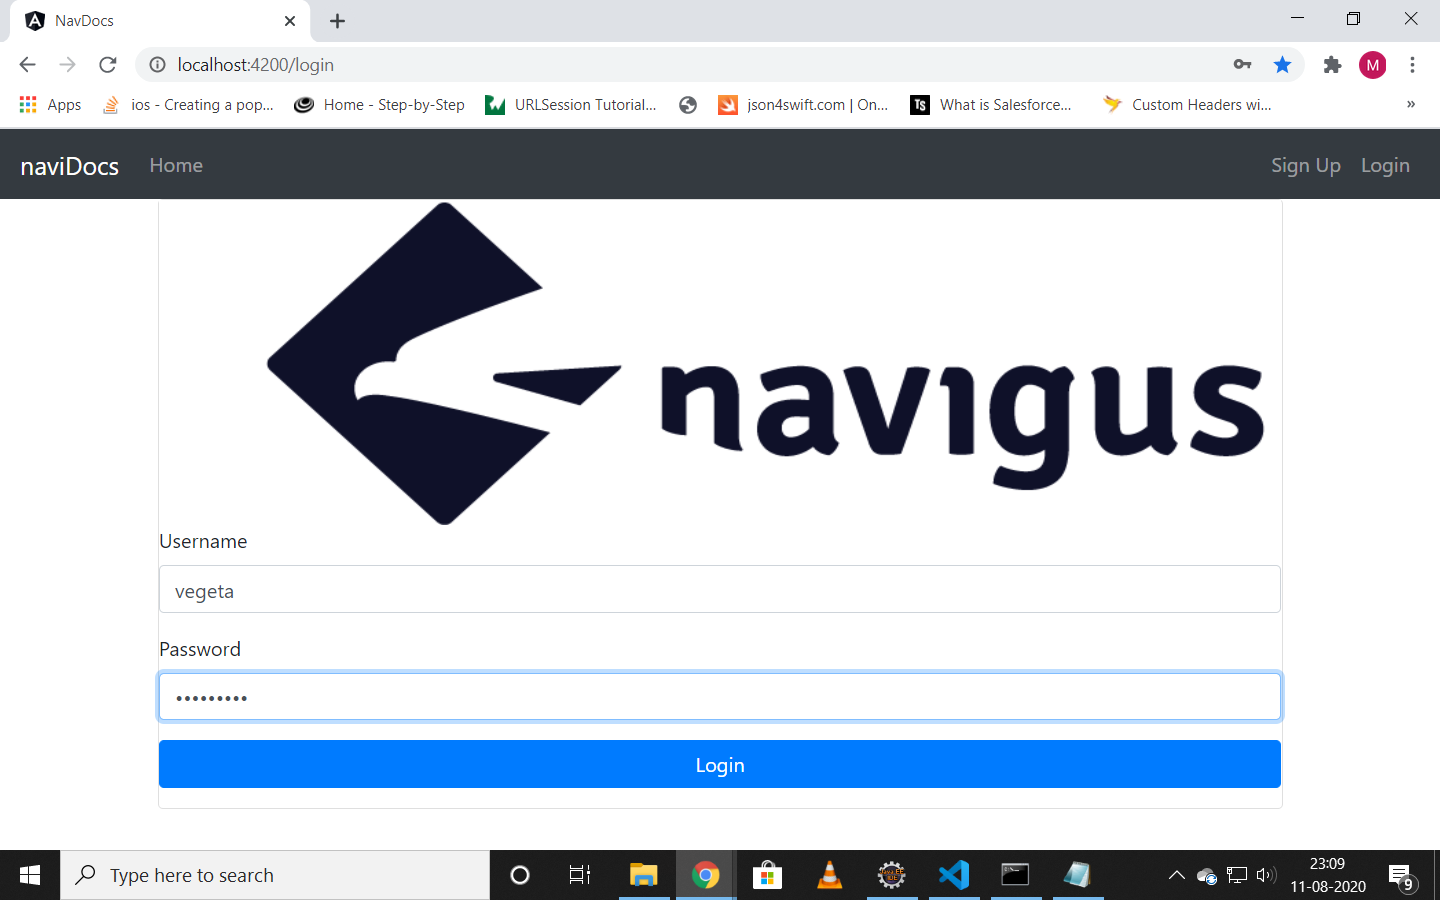 NavDocs
localhost:4200/login
M
Apps
ios - Creating a pop...
Home - Step-by-Step
URLSession Tutorial...
json4swift.com | On...
TS
What is Salesforce...
Custom Headers wi...
»
naviDocs
Home
Sign Up
Login
navigus
Username
vegeta
Password
•••••••••
Login
Type here to search
23:09
11-08-2020
9